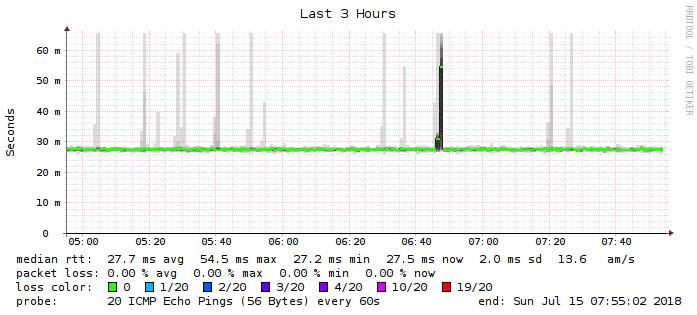 Last 3 Hours
RRDTOOL / TOBI OETIKER
Seconds
60 m
50 m
40 m
30 m
20 m
10 m
0
05:00 05:20 05:40 06:00 06:20 06:40 07:00 07:20 07:40
median rtt: 27.7 ms avg 54.5 ms max 27.2 ms min 27.5 ms now 2.0 ms sd 13.6 am/s
packet loss: 0.00 % avg 0.00 % max 0.00 % min 0.00 % now
loss color: 0 1/20 2/20 3/20 4/20 10/20 19/20
probe: 20 ICMP Echo Pings (56 Bytes) every 60s end: Sun Jul 15 07:55:02 2018